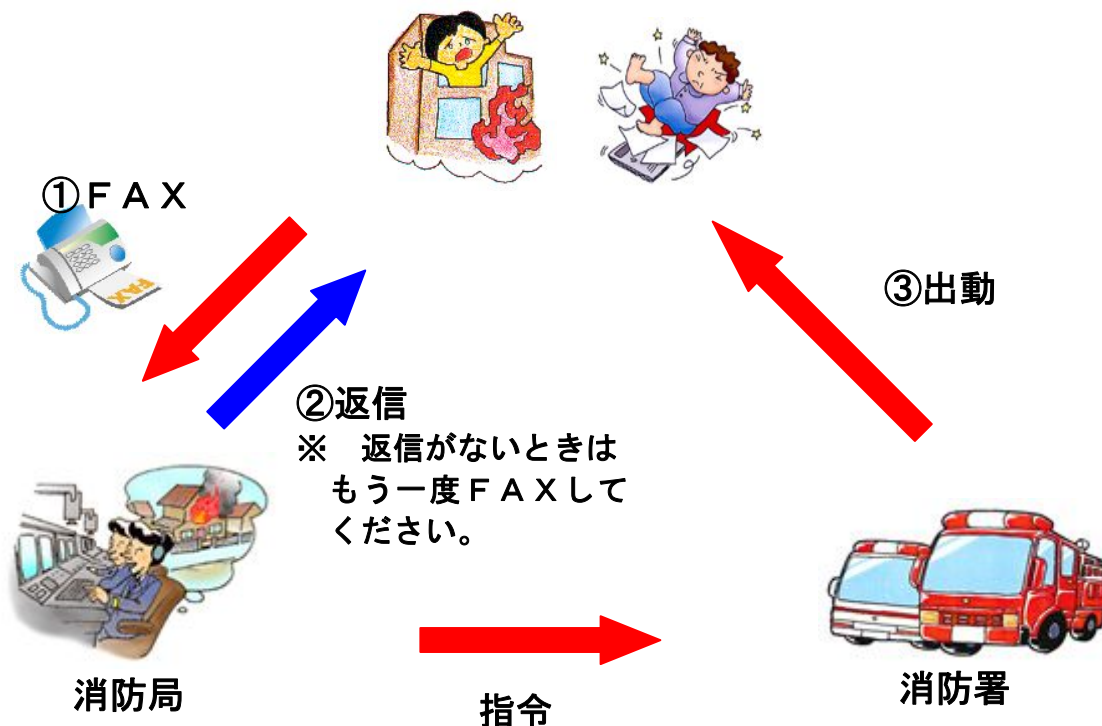 ①ＦＡＸ
FAX
③出動
②返信
※　返信がないときは
もう一度ＦＡＸして
ください。
消防局
指令
消防署